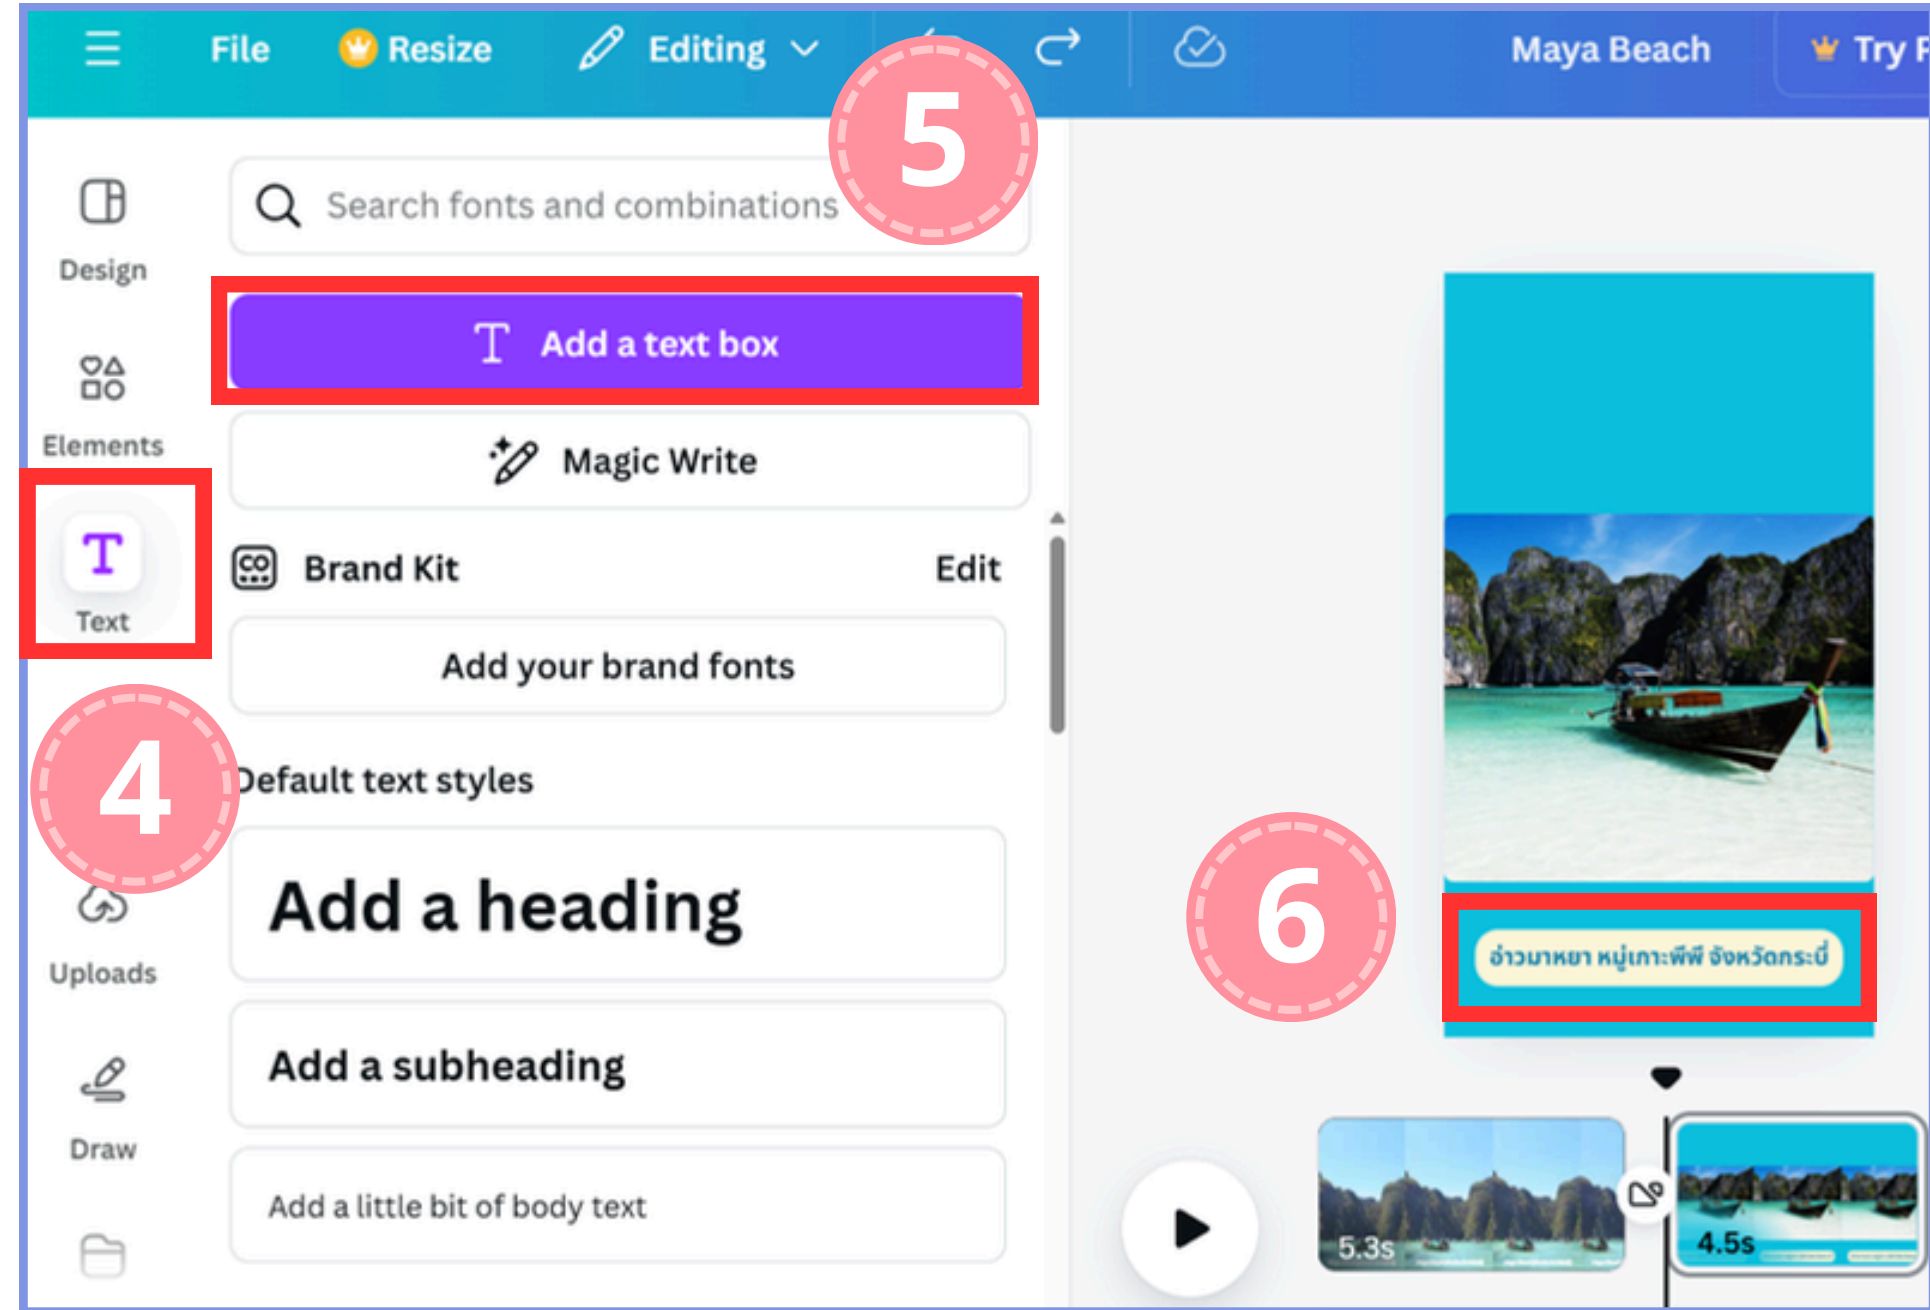 File
Resize
Editing
Maya Beach
Try
5
Search fonts and combinations
Design
Add a text box
Elements
Magic Write
Text
Brand Kit
Edit
Add your brand fonts
4
Default text styles
Add a heading
6
Uploads
อ่าวมาหยา หมู่เกาะพีพี จังหวัดกระบี่
Add a subheading
Draw
Add a little bit of body text
5.3s
4.5s